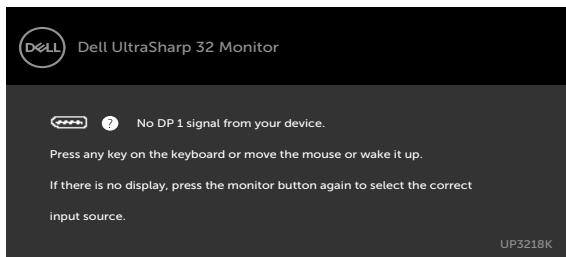 DELL
Dell UltraSharp 32 Monitor
? No DP 1 signal from your device.
Press any key on the keyboard or move the mouse or wake it up.
If there is no display, press the monitor button again to select the correct
input source.
UP3218K